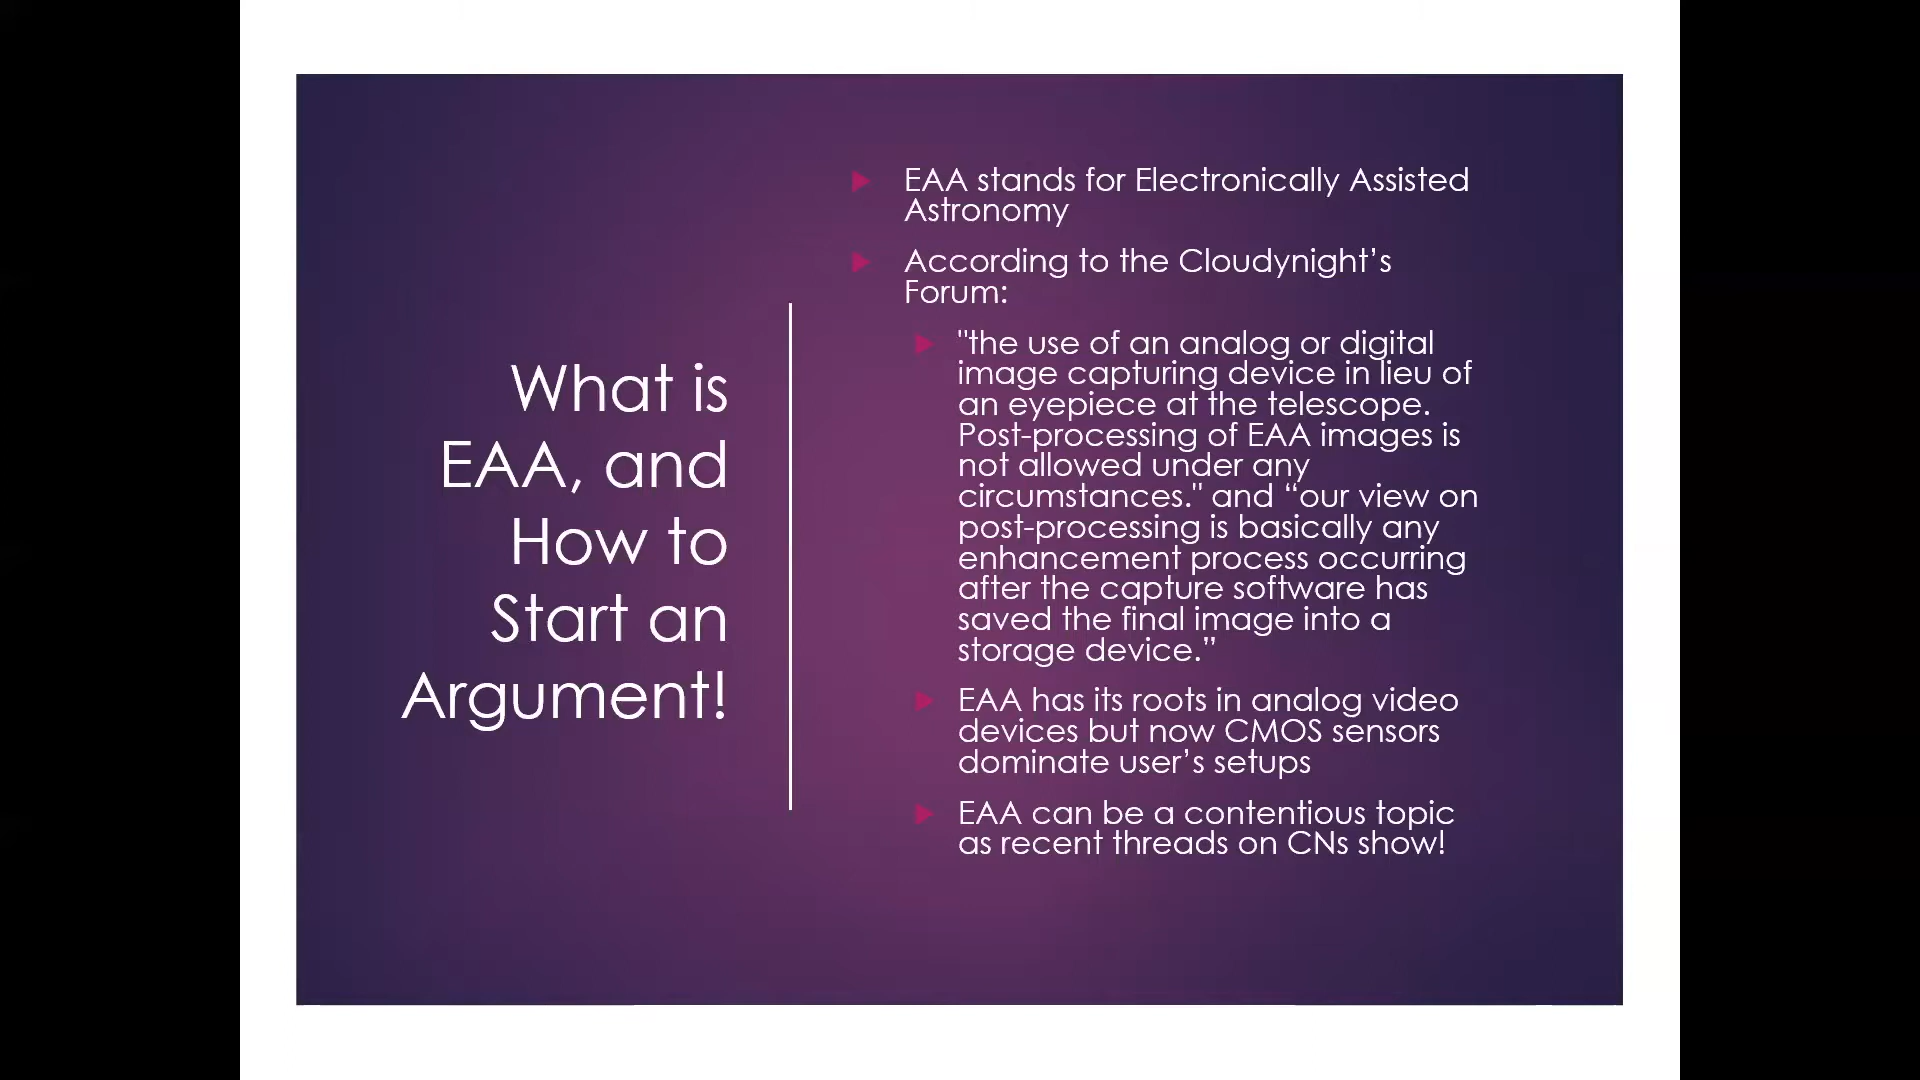 What is
EAA, and
How to
Start an
Argument!
EAA stands for Electronically Assisted
Astronomy
According to the Cloudynight’s
Forum:
"the use of an analog or digital
image capturing device in lieu of
an eyepiece at the telescope.
Post-processing of EAA images is
not allowed under any
circumstances." and “our view on
post-processing is basically any
enhancement process occurring
after the capture software has
saved the final image into a
storage device.”
EAA has its roots in analog video
devices but now CMOS sensors
dominate user’s setups
EAA can be a contentious topic
as recent threads on CNs show!